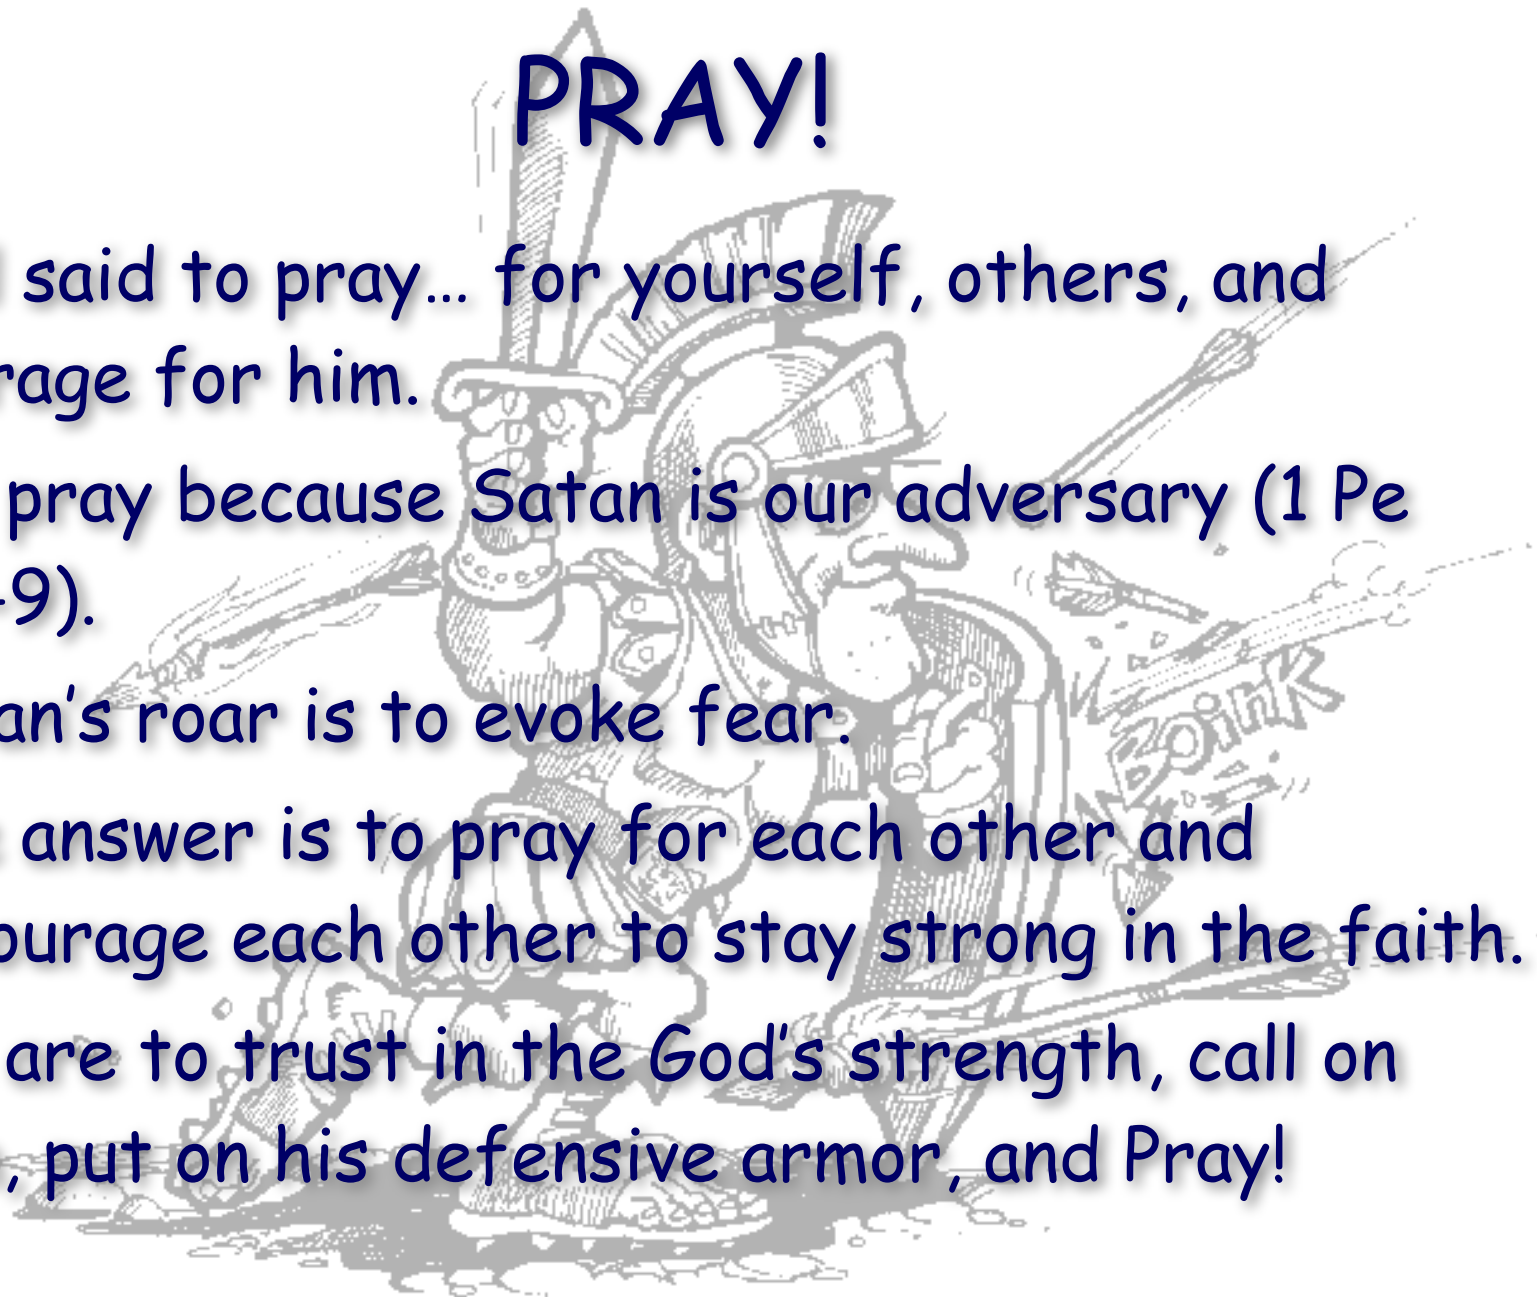 PRAY!
said to pray… for yourself, others, and
rage for him.
pray because Satan is our adversary (1 Pe
-9).
an’s roar is to evoke fear.
answer is to pray for each other and
ourage each other to stay strong in the faith.
are to trust in the God’s strength, call on
, put on his defensive armor, and Pray!
BoinK